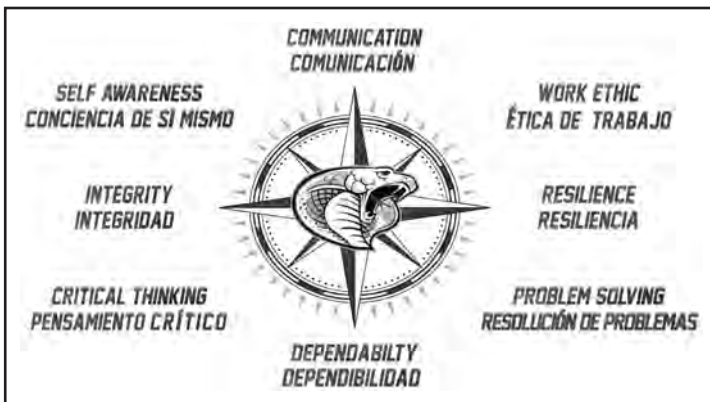 COMMUNICATION
COMUNICACIÓN
SELF AWARENESS
CONCIENCIA DE SÍ MISMO
WORK ETHIC
ÉTICA DE TRABAJO
INTEGRITY
INTEGRIDAD
RESILIENCE
RESILIENCIA
CRITICAL THINKING
PENSAMIENTO CRÍTICO
PROBLEM SOLVING
RESOLUCIÓN DE PROBLEMAS
DEPENDABILTY
DEPENDIBILIDAD